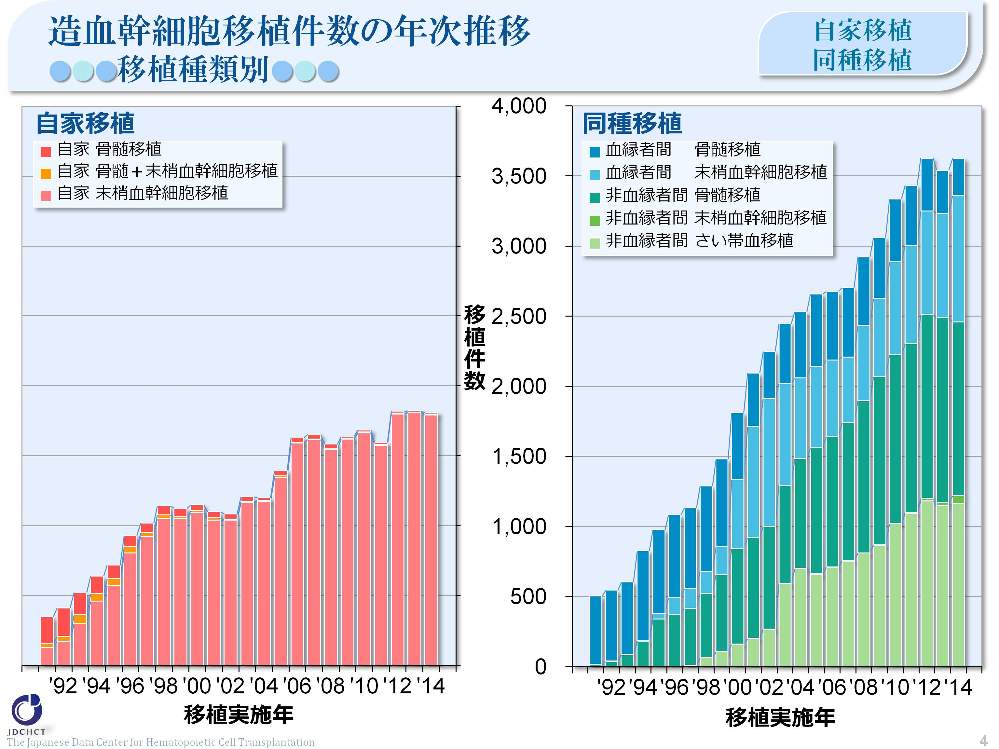 造血幹細胞移植件数の年次推移
移植種類別
自家移植
同種移植
自家移植
自家 骨髄移植
自家 骨髄＋末梢血幹細胞移植
自家 末梢血幹細胞移植
移植件数
4,000
3,500
3,000
2,500
2,000
1,500
1,000
500
0
同種移植
血縁者間 骨髄移植
血縁者間 末梢血幹細胞移植
非血縁者間 骨髄移植
非血縁者間 末梢血幹細胞移植
非血縁者間 さい帯血移植
'92 '94 '96 '98 '00 '02 '04 '06 '08 '10 '12 '14
移植実施年
'92 '94 '96 '98 '00 '02 '04 '06 '08 '10 '12 '14
移植実施年
JDCHCT
The Japanese Data Center for Hematopoietic Cell Transplantation
4